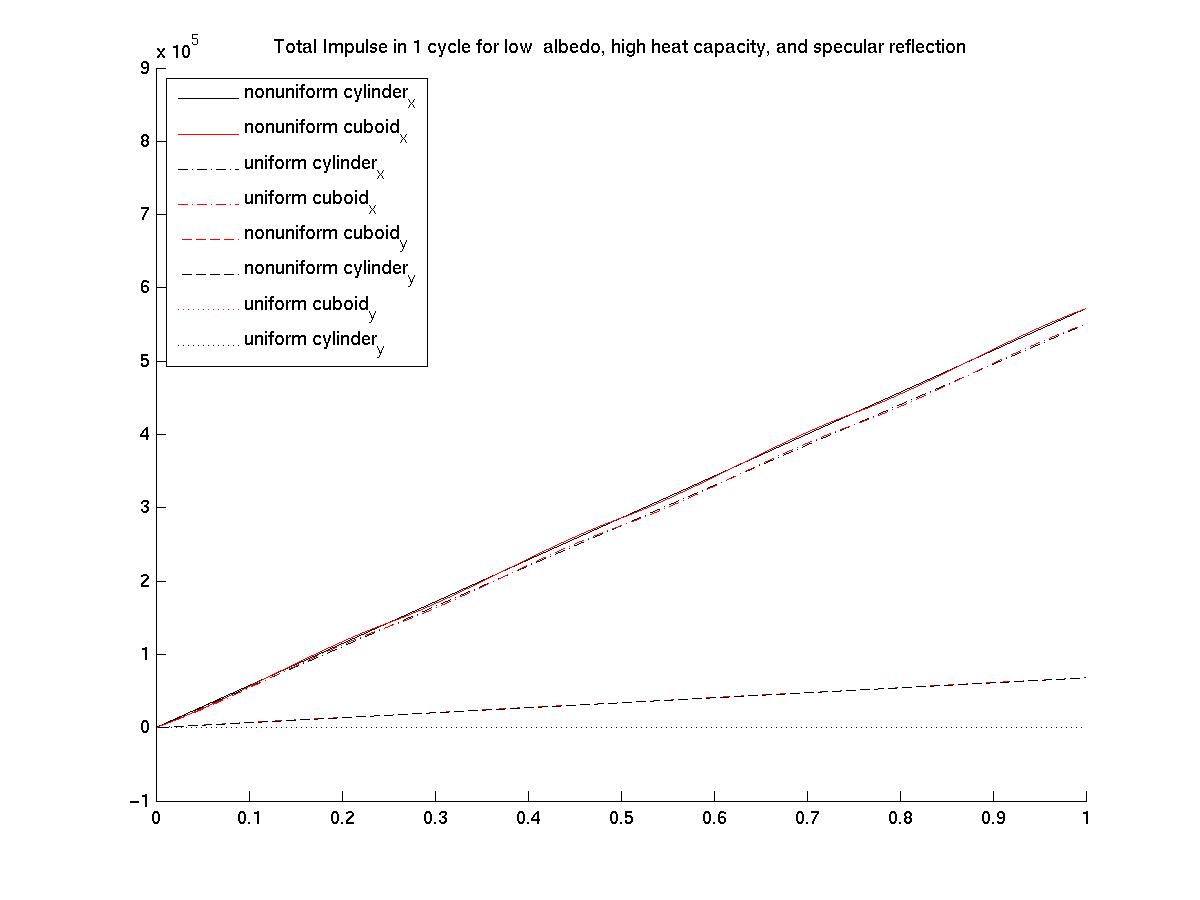 x 10^5
Total Impulse in 1 cycle for low  albedo, high heat capacity, and specular reflection
9
nonuniform cylinder_x
nonuniform cuboid_x
8
uniform cylinder_x
uniform cuboid_x
7
nonuniform cuboid_y
nonuniform cylinder_y
6
uniform cuboid_y
uniform cylinder_y
5
4
3
2
1
0
−1
0 0.1 0.2 0.3 0.4 0.5 0.6 0.7 0.8 0.9 1